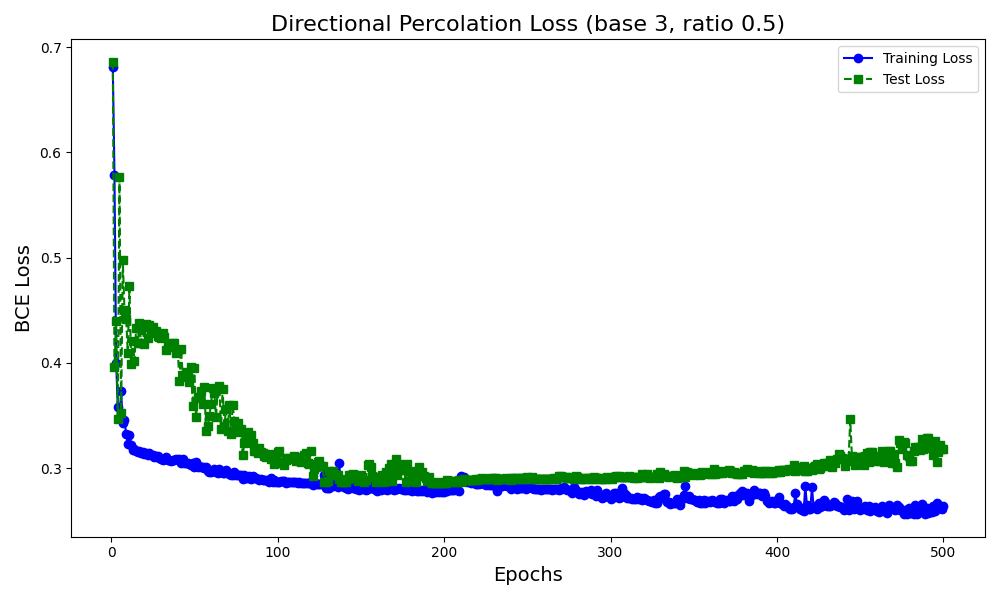 Directional Percolation Loss (base 3, ratio 0.5)
Training Loss
Test Loss
BCE Loss
0.7
0.6
0.5
0.4
0.3
0
100
200
300
400
500
Epochs